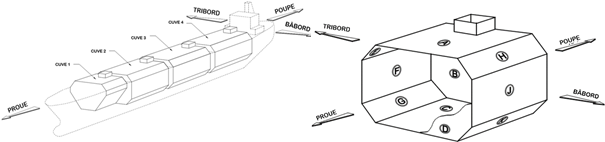 TRIBORD
POUPE
BÂBORD
CUVE 4
CUVE 3
CUVE 2
CUVE 1
PROUE
TRIBORD
POUPE
BÂBORD
PROUE
A
H
F
B
J
G
C
D